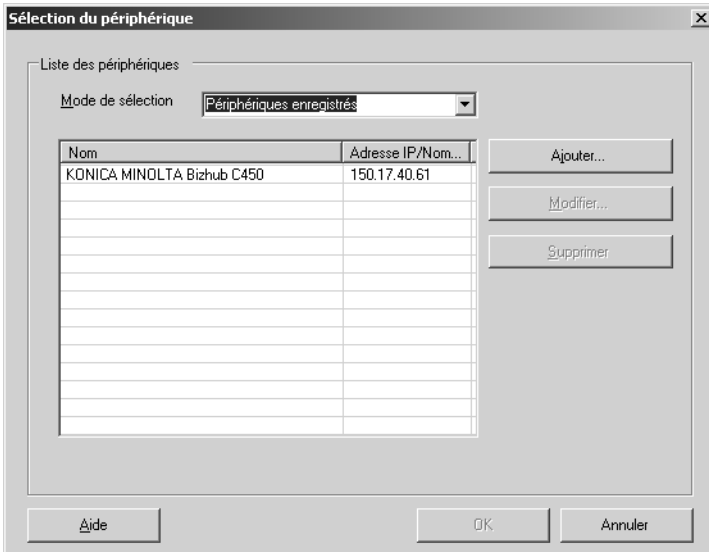 Sélection du périphérique
Liste des périphériques
Mode de sélection Périphériques enregistrés
Nom Adresse IP/Nom...
KONICA MINOLTA Bizhub C450 150.17.40.61
Ajouter...
Modifier...
Supprimer
Aide OK Annuler